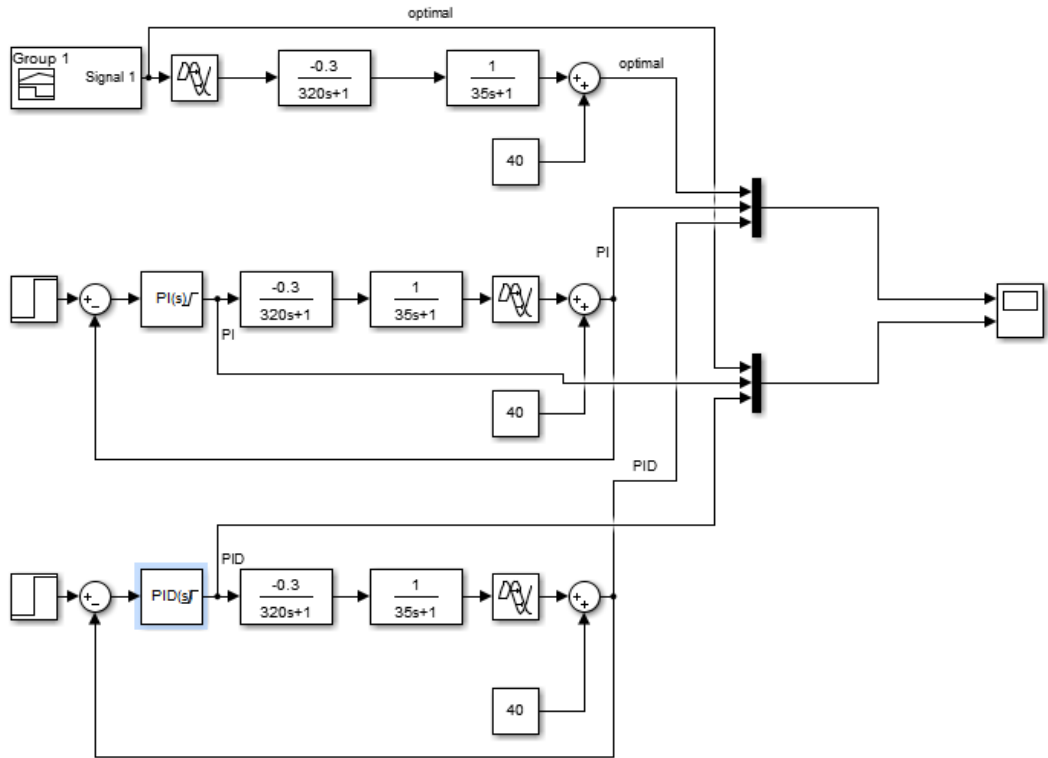 optimal
Group 1
Signal 1
-0.3
320s+1
1
35s+1
+
+
optimal
40
PI
+
−
PI(s)
PI
-0.3
320s+1
1
35s+1
+
+
40
PID
+
−
PID(s)
PID
-0.3
320s+1
1
35s+1
+
+
40